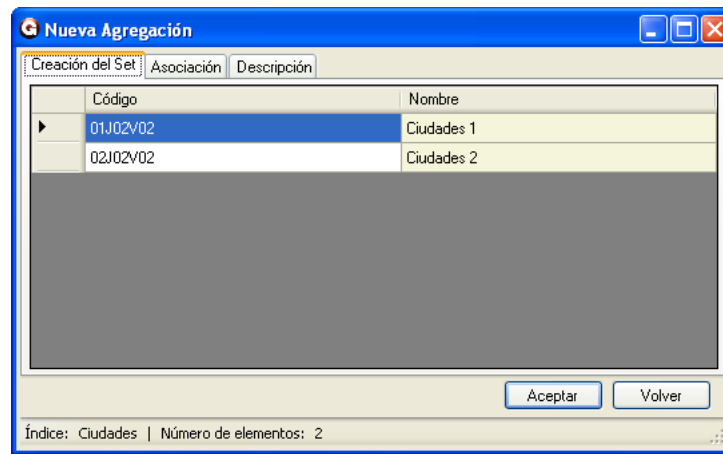 Nueva Agregación
Creación del Set Asociación Descripción
Código Nombre
01J02V02 Ciudades 1
02J02V02 Ciudades 2
Aceptar Volver
Índice: Ciudades | Número de elementos: 2